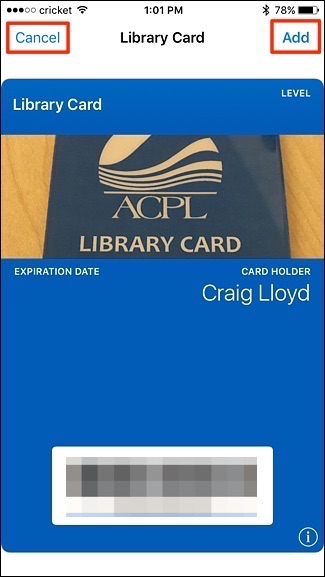 cricket 1:01 PM 78%
Cancel Library Card Add
LEVEL
Library Card
ACPL
LIBRARY CARD
EXPIRATION DATE CARD HOLDER
Craig Lloyd